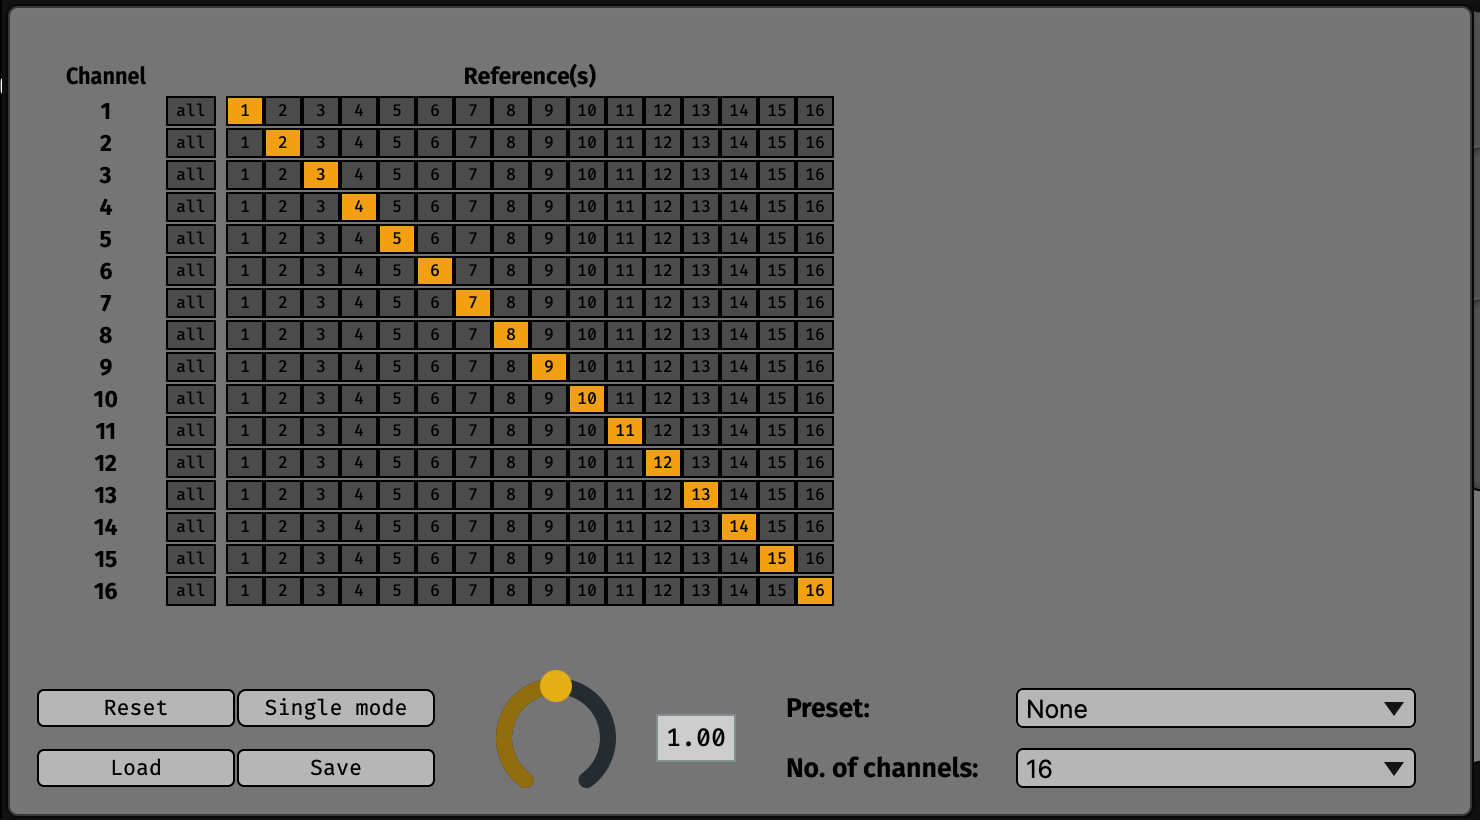 Channel Reference(s)
1 all 1 2 3 4 5 6 7 8 9 10 11 12 13 14 15 16
2 all 1 2 3 4 5 6 7 8 9 10 11 12 13 14 15 16
3 all 1 2 3 4 5 6 7 8 9 10 11 12 13 14 15 16
4 all 1 2 3 4 5 6 7 8 9 10 11 12 13 14 15 16
5 all 1 2 3 4 5 6 7 8 9 10 11 12 13 14 15 16
6 all 1 2 3 4 5 6 7 8 9 10 11 12 13 14 15 16
7 all 1 2 3 4 5 6 7 8 9 10 11 12 13 14 15 16
8 all 1 2 3 4 5 6 7 8 9 10 11 12 13 14 15 16
9 all 1 2 3 4 5 6 7 8 9 10 11 12 13 14 15 16
10 all 1 2 3 4 5 6 7 8 9 10 11 12 13 14 15 16
11 all 1 2 3 4 5 6 7 8 9 10 11 12 13 14 15 16
12 all 1 2 3 4 5 6 7 8 9 10 11 12 13 14 15 16
13 all 1 2 3 4 5 6 7 8 9 10 11 12 13 14 15 16
14 all 1 2 3 4 5 6 7 8 9 10 11 12 13 14 15 16
15 all 1 2 3 4 5 6 7 8 9 10 11 12 13 14 15 16
16 all 1 2 3 4 5 6 7 8 9 10 11 12 13 14 15 16
Reset Single mode
Load Save
1.00
Preset: None
No. of channels: 16